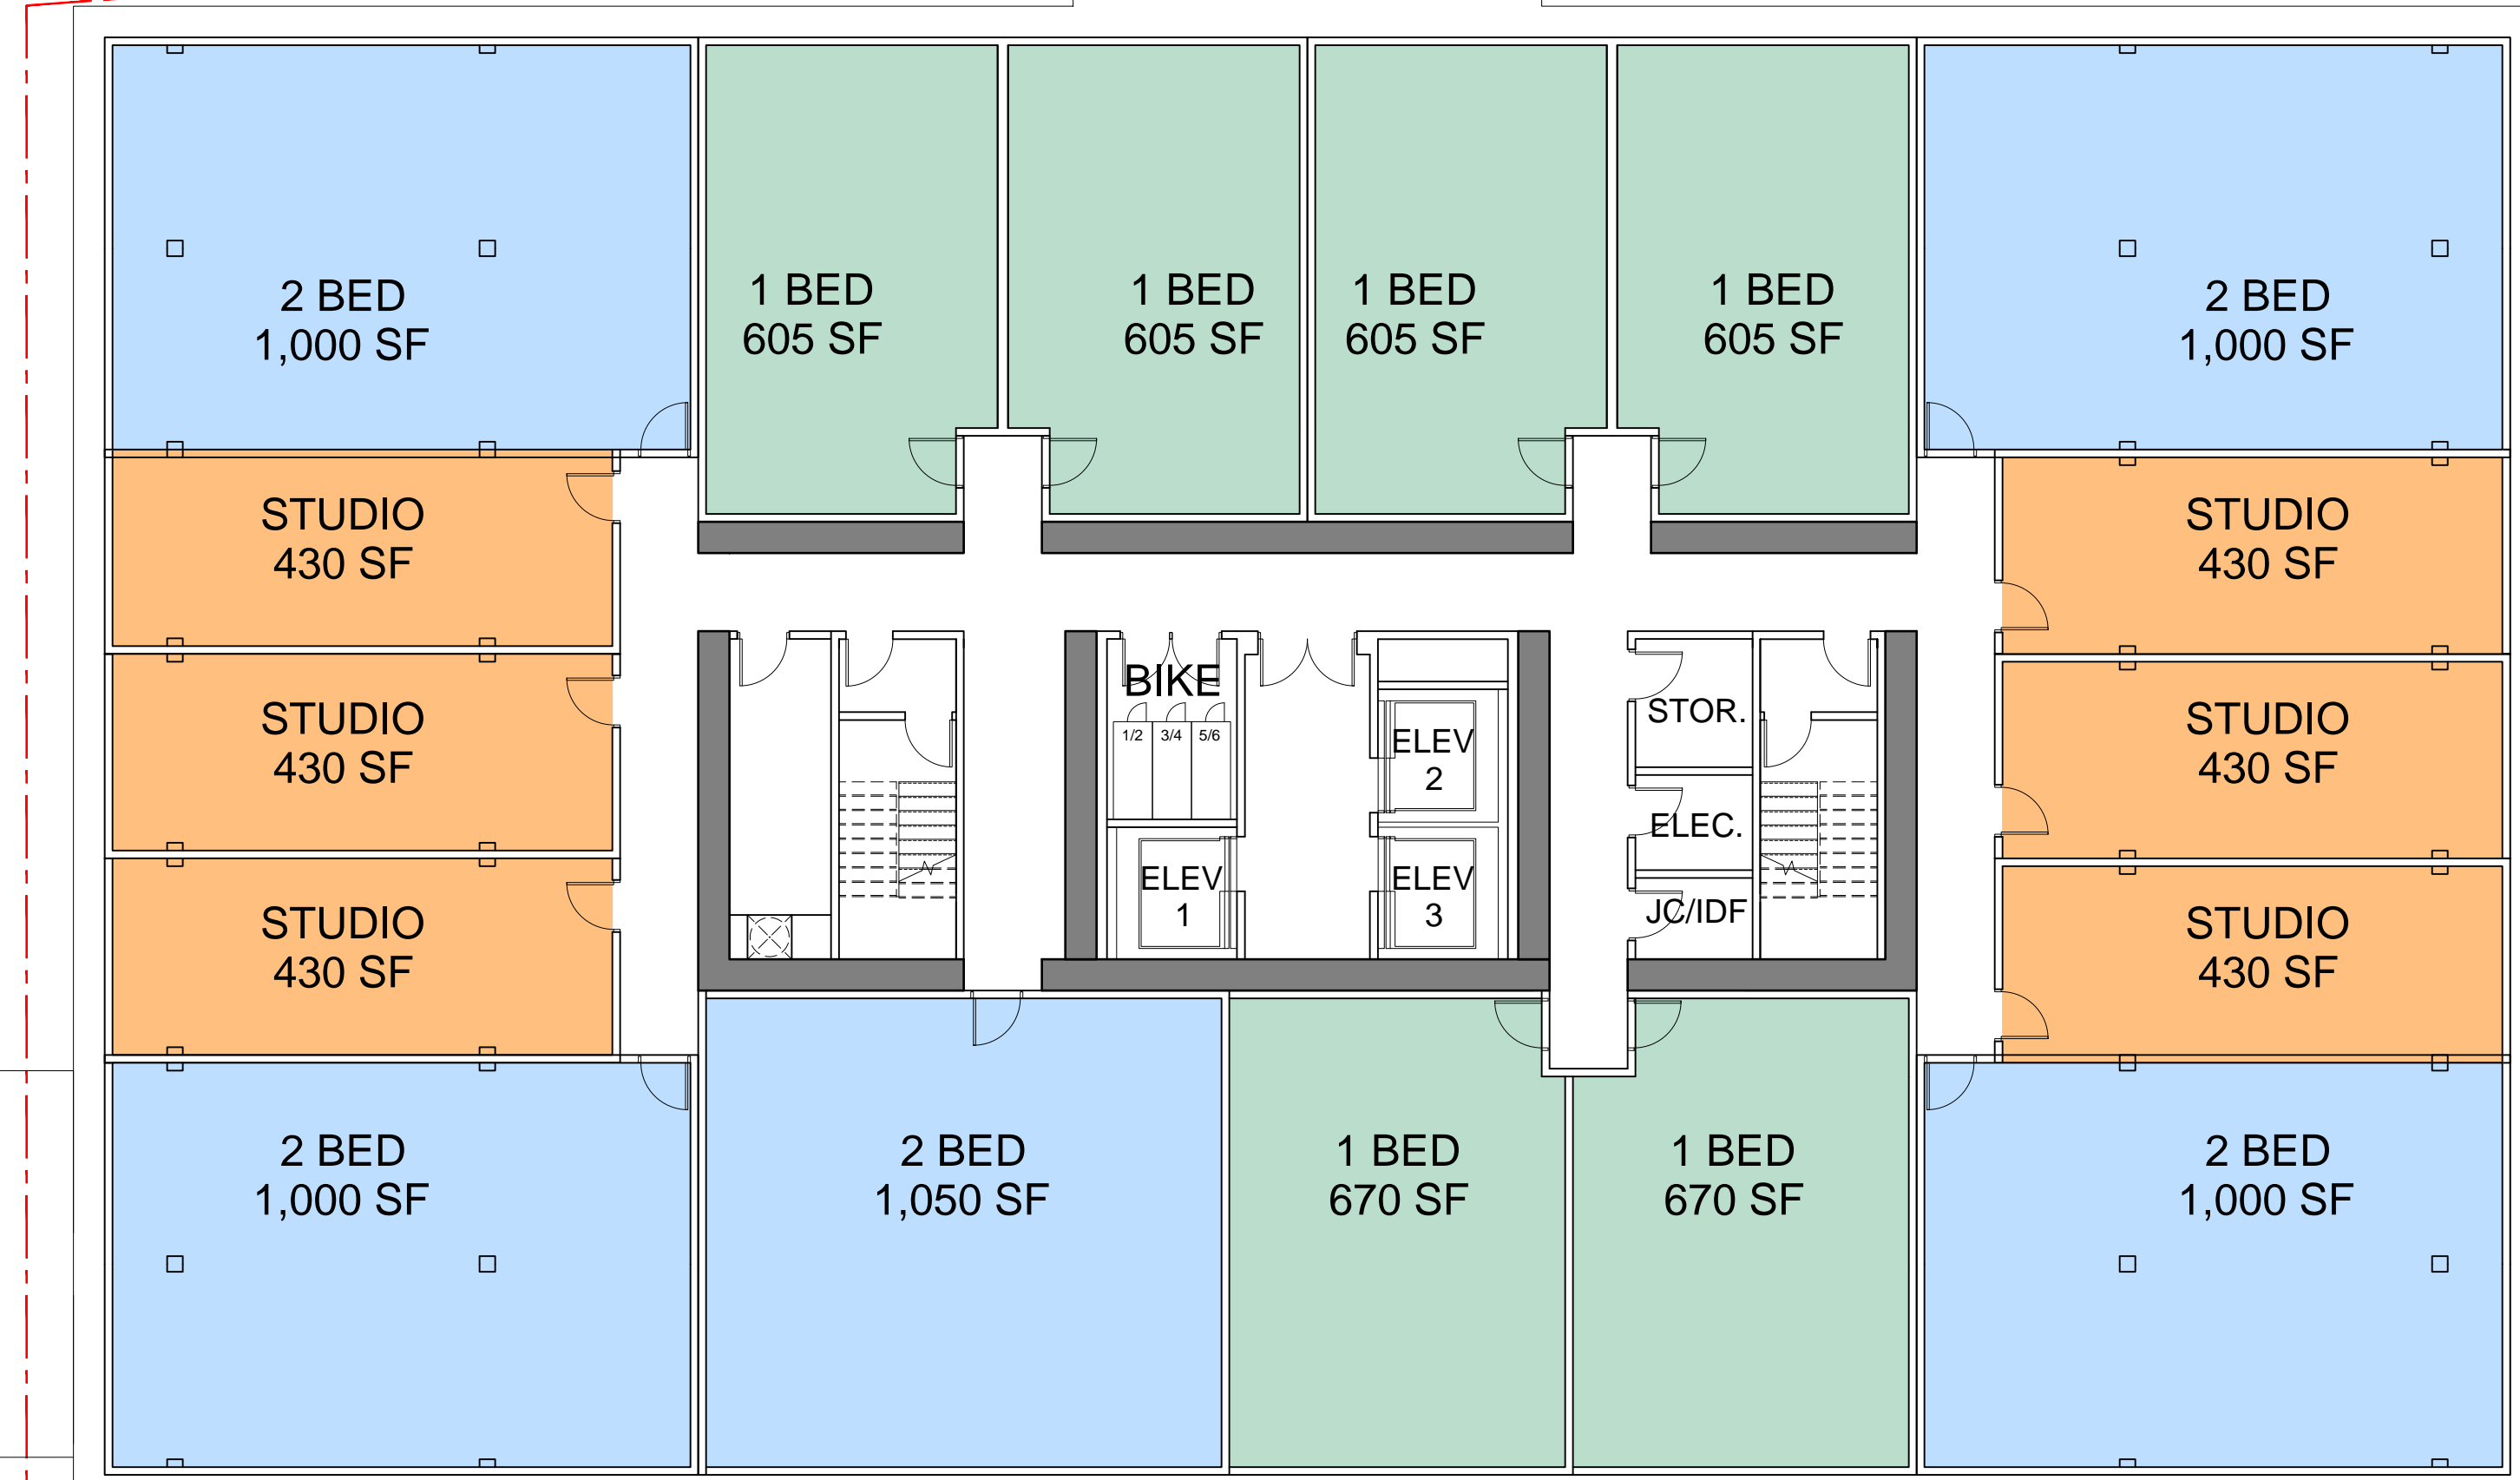 2 BED
1,000 SF
1 BED
605 SF
1 BED
605 SF
1 BED
605 SF
1 BED
605 SF
2 BED
1,000 SF
STUDIO
430 SF
STUDIO
430 SF
STUDIO
430 SF
BIKE
1/2
3/4
5/6
ELEV
1
ELEV
2
ELEV
3
STOR.
ELEC.
JC/IDF
STUDIO
430 SF
STUDIO
430 SF
STUDIO
430 SF
2 BED
1,000 SF
2 BED
1,050 SF
1 BED
670 SF
1 BED
670 SF
2 BED
1,000 SF